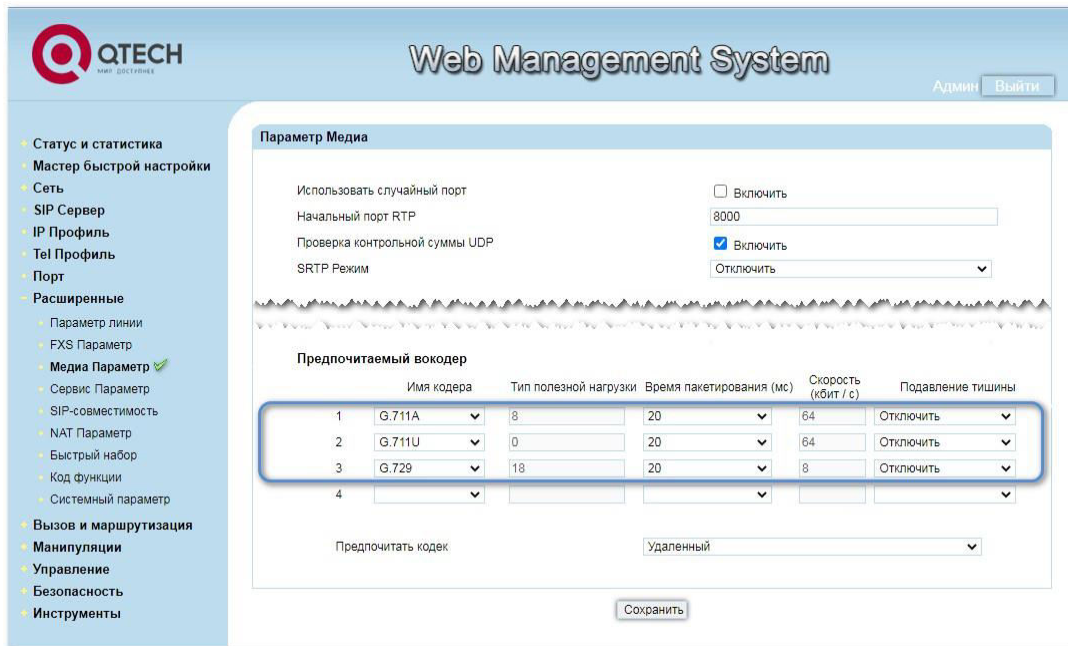 QTECH
МИР ДОСТУПНЕЕ
Web Management System
Админ Выйти
Статус и статистика
Мастер быстрой настройки
Сеть
SIP Сервер
IP Профиль
Tel Профиль
Порт
Расширенные
Параметр линии
FXS Параметр
Медиа Параметр
Сервис Параметр
SIP-совместимость
NAT Параметр
Быстрый набор
Код функции
Системный параметр
Вызов и маршрутизация
Манипуляции
Управление
Безопасность
Инструменты
Параметр Медиа
Использовать случайный порт Включить
Начальный порт RTP 8000
Проверка контрольной суммы UDP Включить
SRTP Режим Отключить
Предпочитаемый вокодер
Имя кодера Тип полезной нагрузки Время пакетирования (мс) Скорость (кбит / с) Подавление тишины
1 G.711A 8 20 64 Отключить
2 G.711U 0 20 64 Отключить
3 G.729 18 20 8 Отключить
4
Предпочитать кодек Удаленный
Сохранить